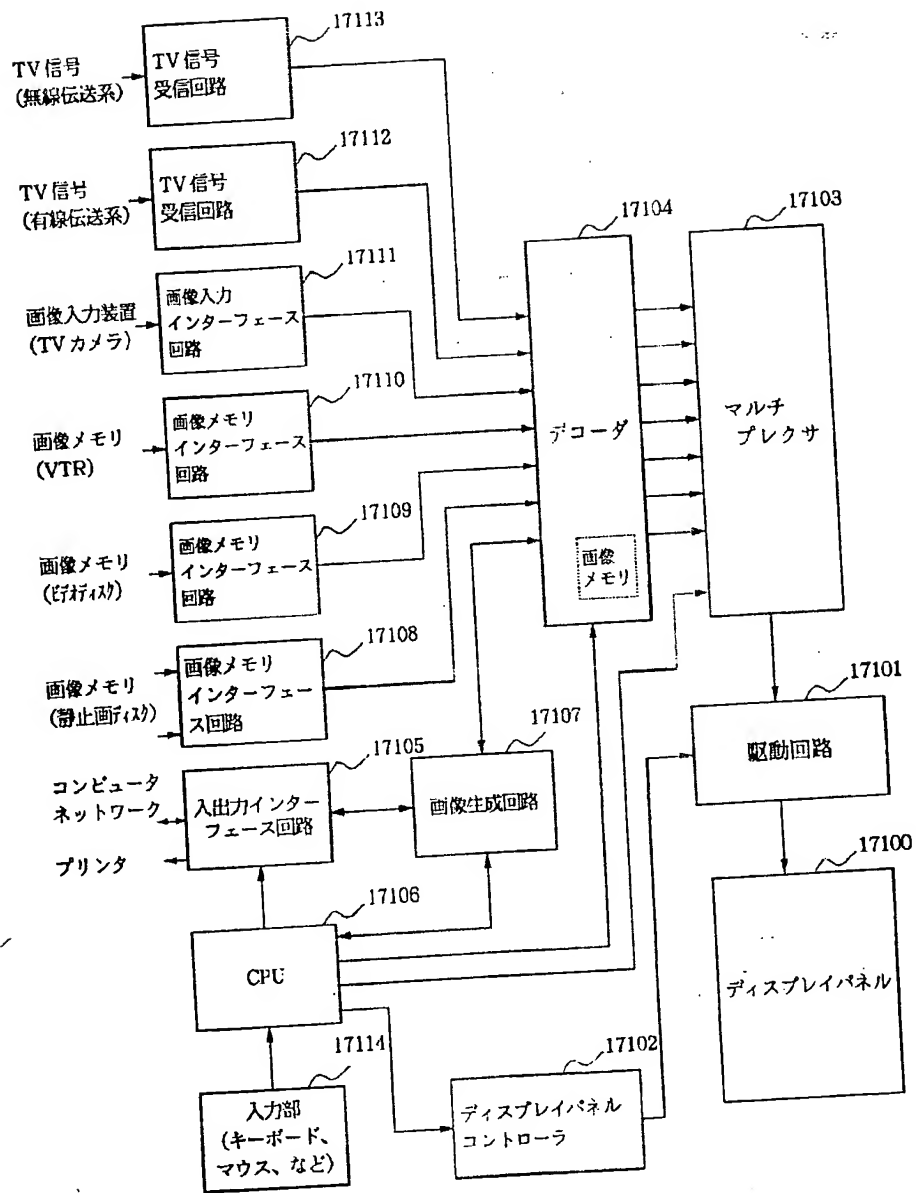 17113
TV 信号
(無線伝送系)
TV 信号
受信回路
17112
TV 信号
(有線伝送系)
TV 信号
受信回路
17111
画像入力装置
(TV カメラ)
画像入力
インターフェース
回路
17110
画像メモリ
(VTR)
画像メモリ
インターフェース
回路
17109
画像メモリ
(ビデオディスク)
画像メモリ
インターフェース
回路
17108
画像メモリ
(静止画ディスク)
画像メモリ
インターフェー
ス回路
17105
コンピュータ
ネットワーク
プリンタ
入出力インター
フェース回路
17107
画像生成回路
17106
CPU
17114
入力部
(キーボード、
マウス、など)
17104
デコーダ
画像
メモリ
17103
マルチ
プレクサ
17101
駆動回路
17100
ディスプレイパネル
17102
ディスプレイパネル
コントローラ